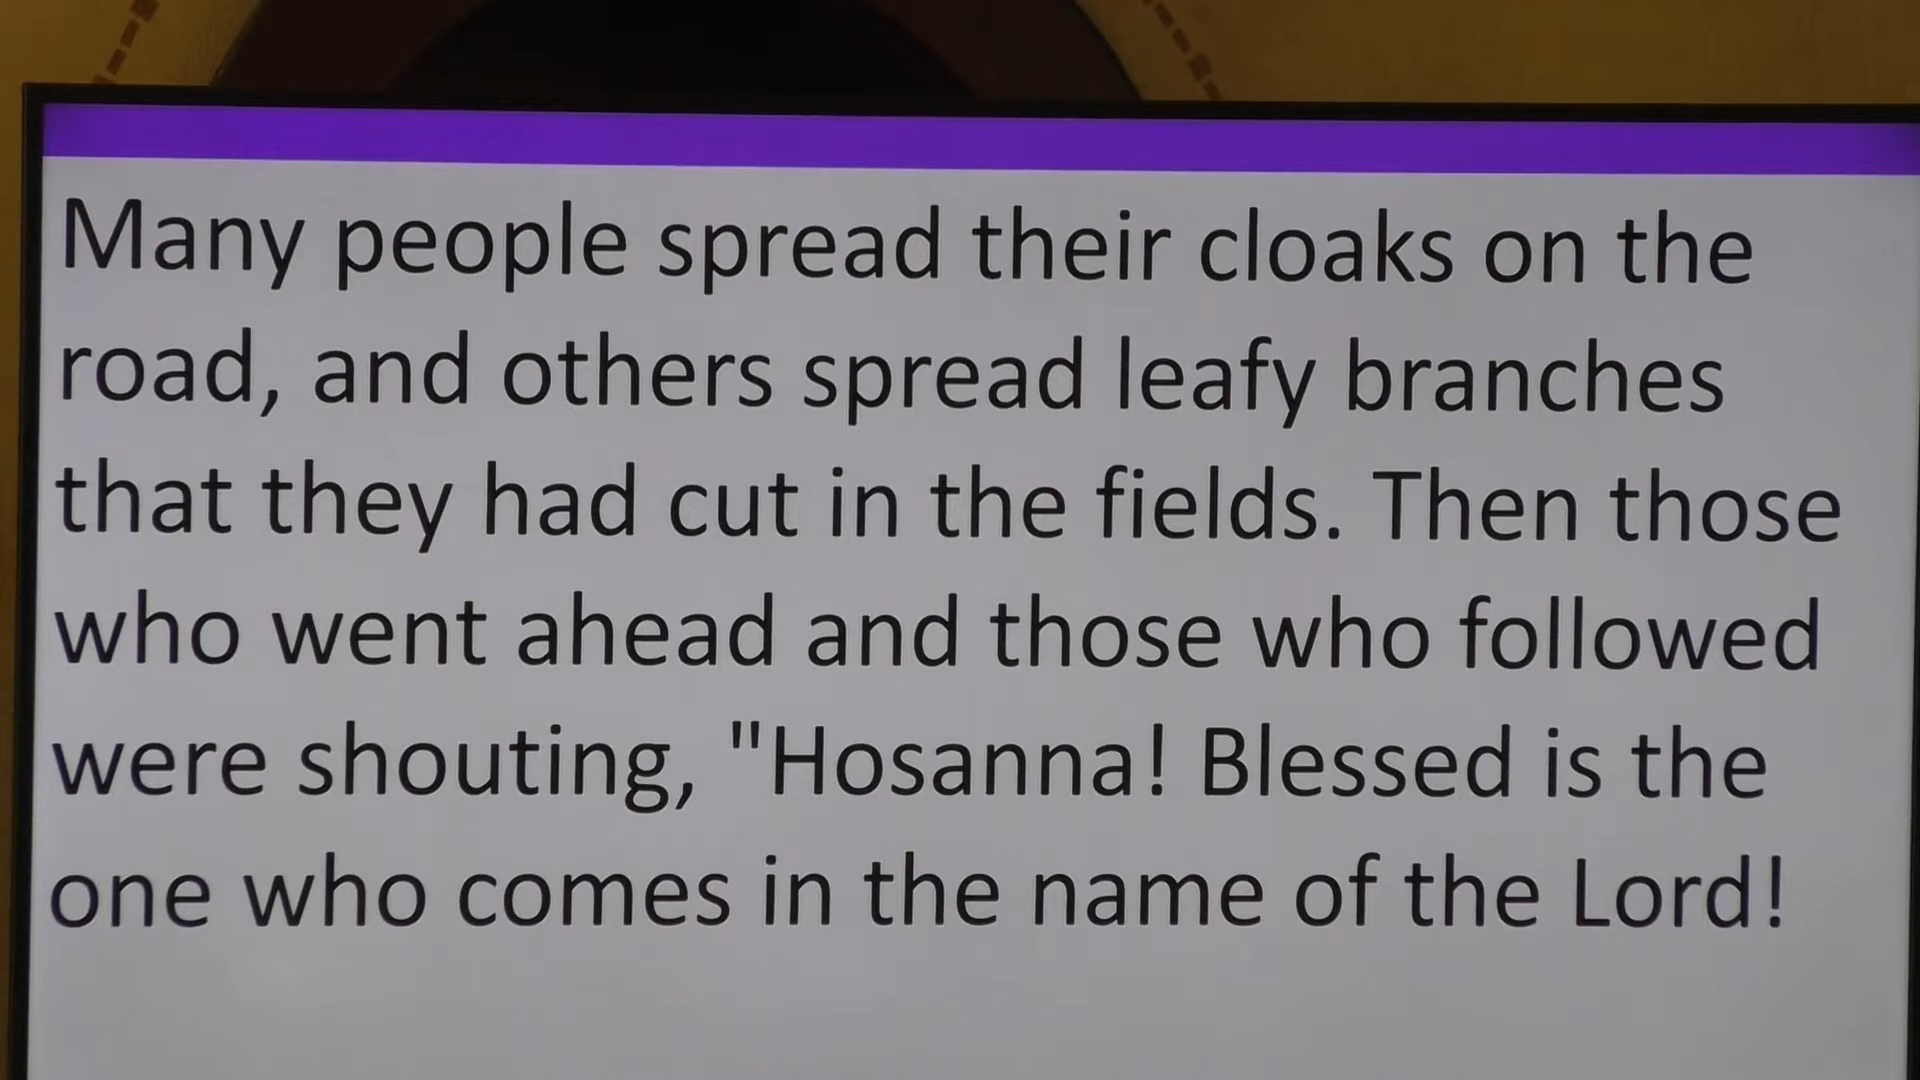 Many people spread their cloaks on the
road, and others spread leafy branches
that they had cut in the fields. Then those
who went ahead and those who followed
were shouting, "Hosanna! Blessed is the
one who comes in the name of the Lord!